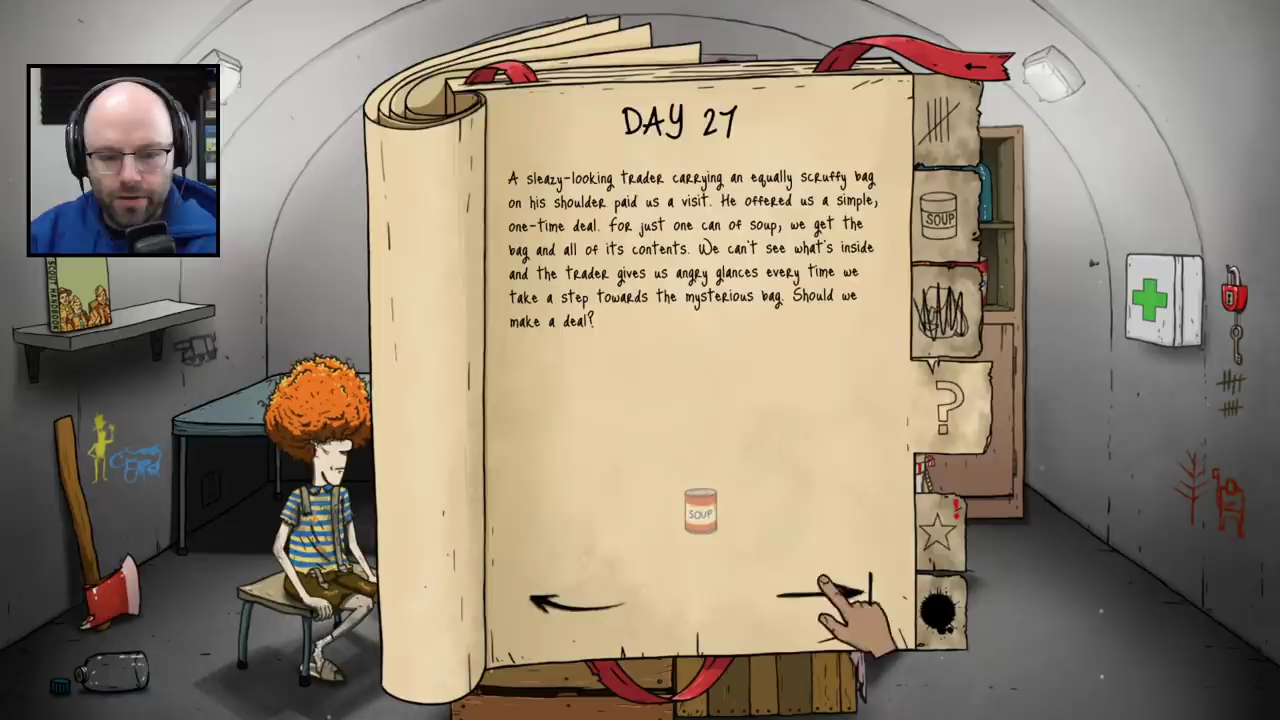 DAY 27
A sleazy-looking trader carrying an equally scruffy bag
on his shoulder paid us a visit. He offered us a simple,
one-time deal. For just one can of soup, we get the
bag and all of its contents. We can't see what's inside
and the trader gives us angry glances every time we
take a step towards the mysterious bag. Should we
make a deal?
SOUP
SOUP
?
!
SCOUT HANDBOOK